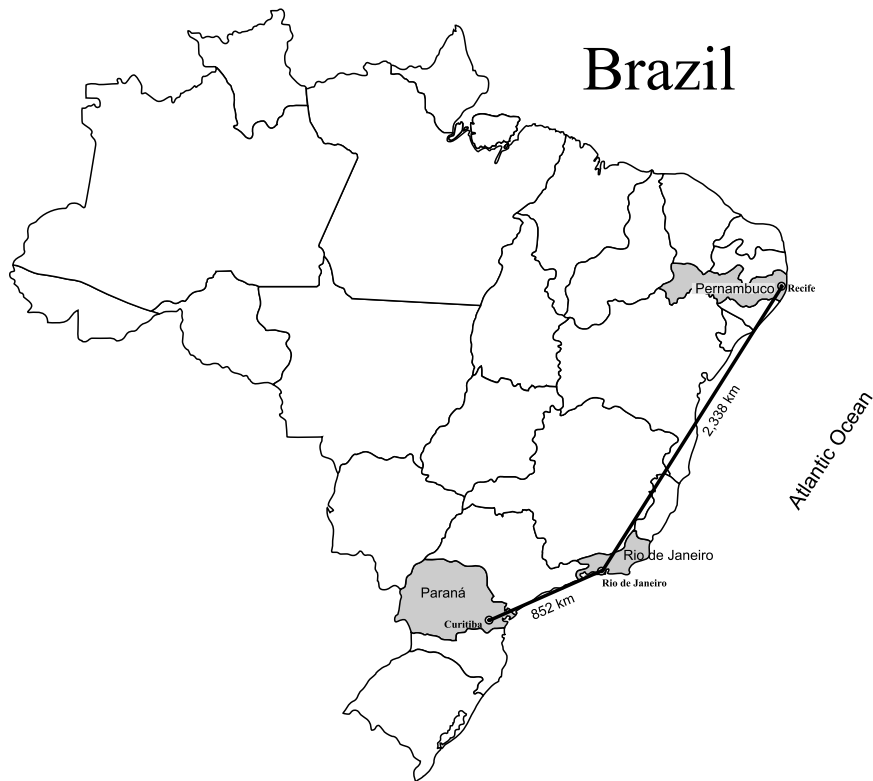 Brazil
Pernambuco
Recife
2,338 km
Atlantic Ocean
Rio de Janeiro
Rio de Janeiro
852 km
Paraná
Curitiba